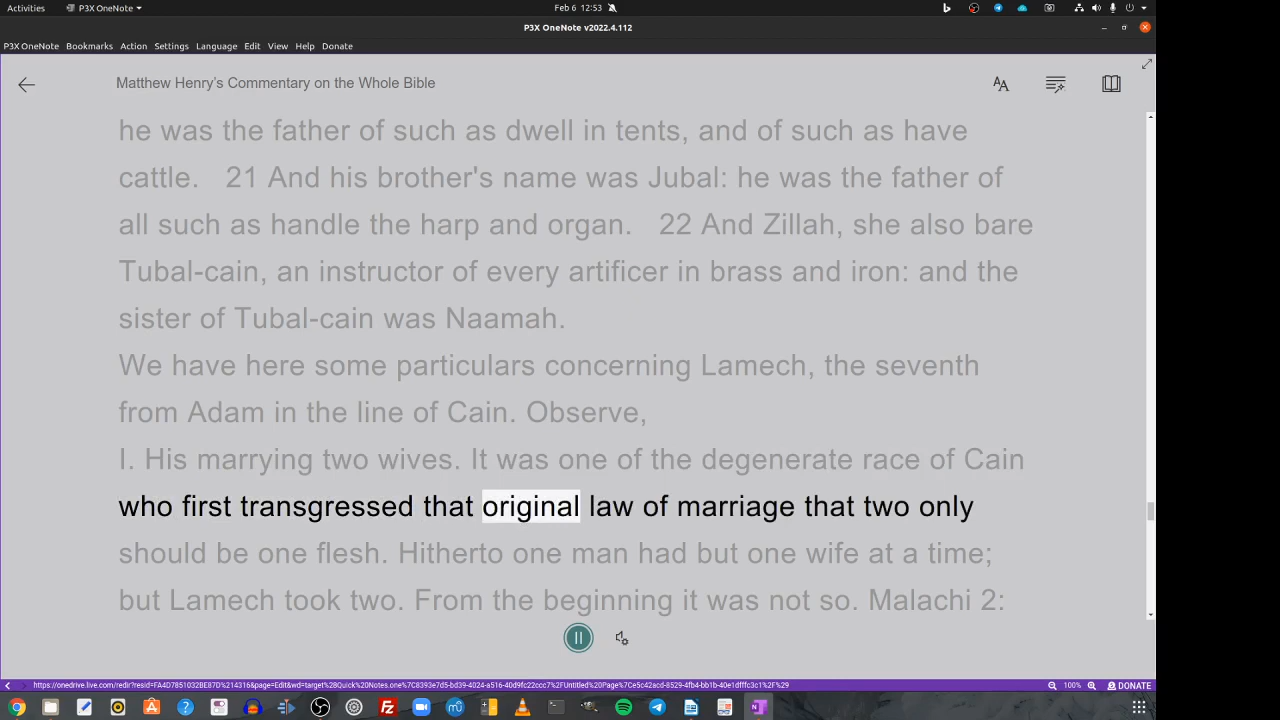 Activities
P3X OneNote
Feb 6 12:53
P3X OneNote v2022.4.112
P3X OneNote Bookmarks Action Settings Language Edit View Help Donate
Matthew Henry's Commentary on the Whole Bible
he was the father of such as dwell in tents, and of such as have
cattle. 21 And his brother's name was Jubal: he was the father of
all such as handle the harp and organ. 22 And Zillah, she also bare
Tubal-cain, an instructor of every artificer in brass and iron: and the
sister of Tubal-cain was Naamah.
We have here some particulars concerning Lamech, the seventh
from Adam in the line of Cain. Observe,
I. His marrying two wives. It was one of the degenerate race of Cain
who first transgressed that original law of marriage that two only
should be one flesh. Hitherto one man had but one wife at a time;
but Lamech took two. From the beginning it was not so. Malachi 2:
100%
DONATE